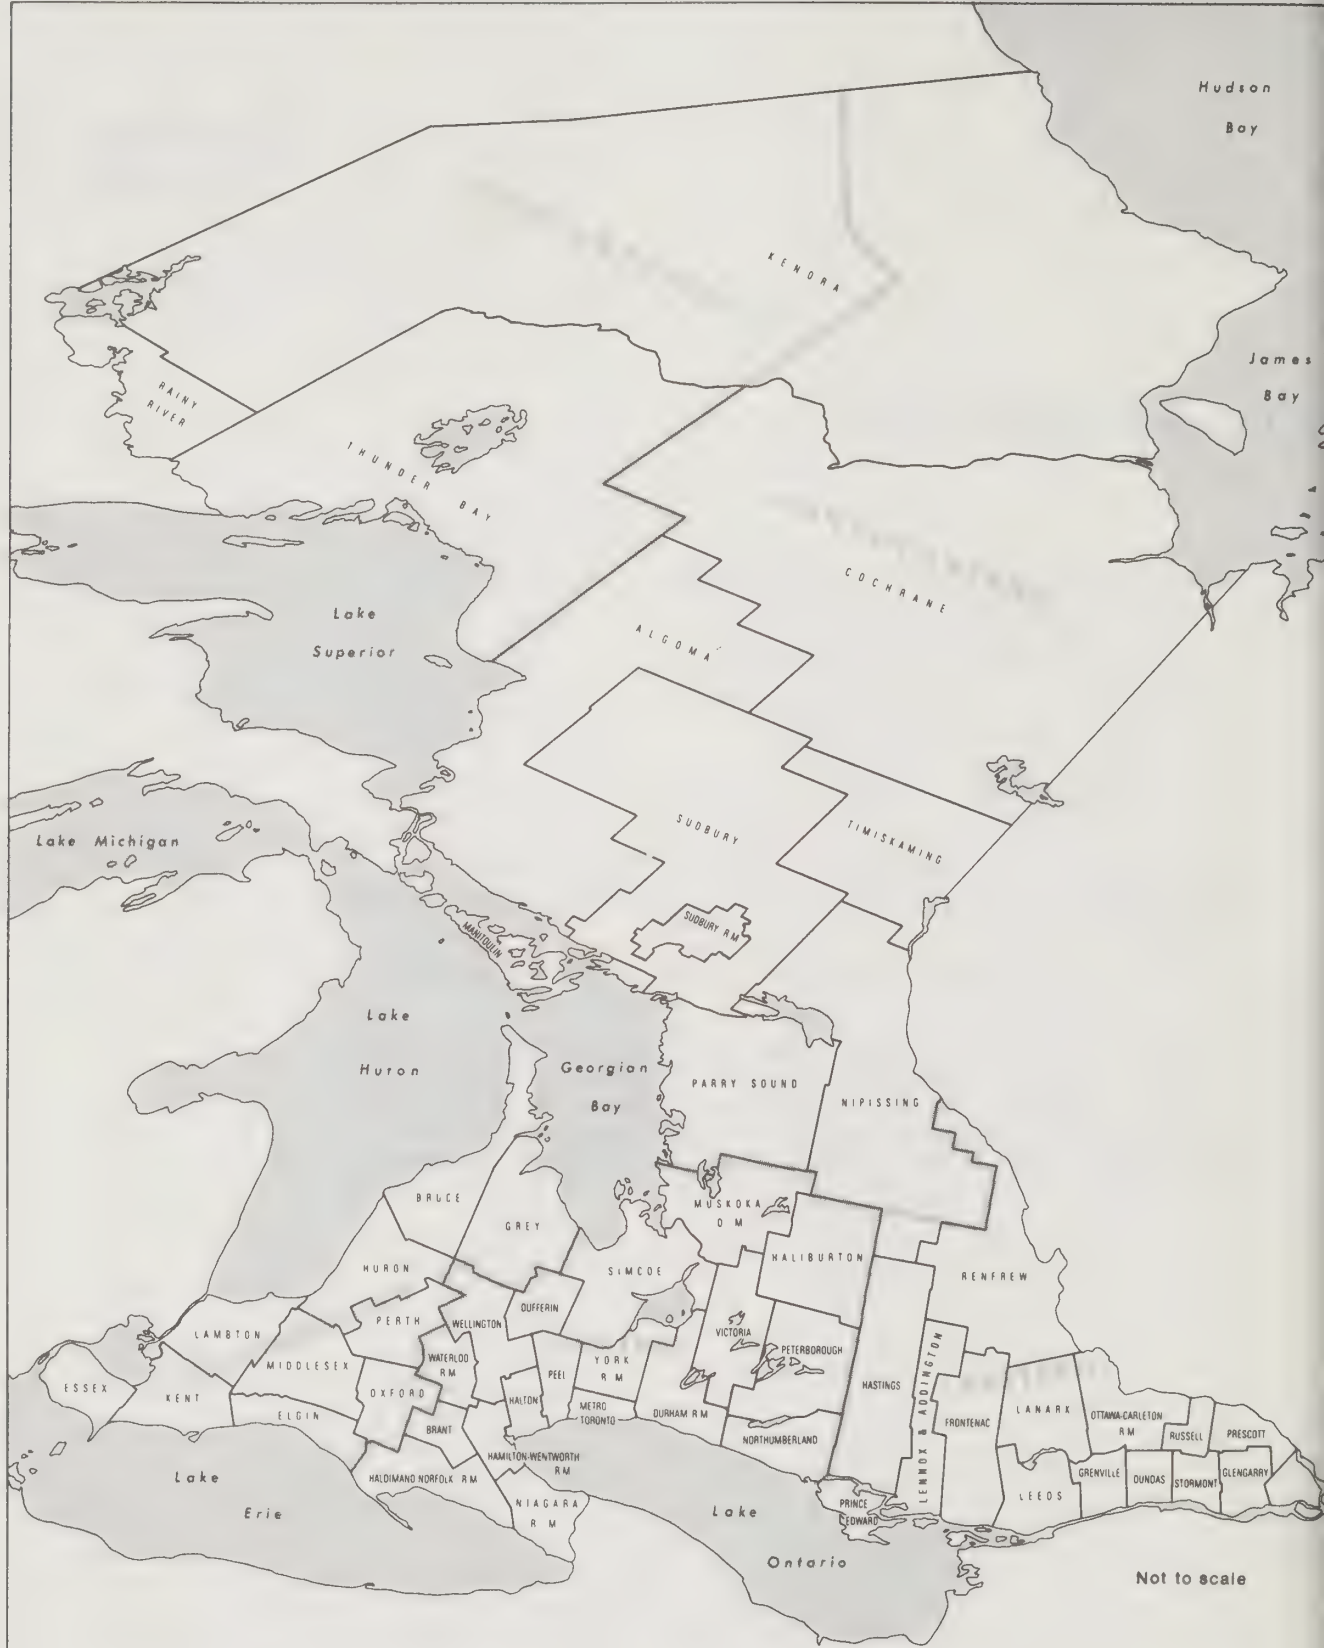 Hudson
Bay
KENORA
James
Bay
RAINY
RIVER
THUNDER BAY
COCHRANE
Lake
Superior
ALGOMA
Lake Michigan
SUDBURY
TIMISKAMING
SUDBURY R M
MANITOULIN
Lake
Huron
Georgian
Bay
PARRY SOUND
NIPISSING
BRUCE
GREY
MUSKOKA
D M
HURON
SIMCOE
HALIBURTON
RENFREW
LAMBTON
PERTH
WELLINGTON
DUFFERIN
VICTORIA
PETERBOROUGH
MIDDLESEX
WATERLOO
R M
PEEL
YORK
R M
ESSEX
KENT
OXFORD
HALTON
HASTINGS
LENNOX & ADDINGTON
ELGIN
BRANT
METRO
TORONTO
DURHAM R M
NORTHUMBERLAND
FRONTENAC
LANARK
OTTAWA-CARLETON
R M
RUSSELL
PRESCOTT
HAMILTON-WENTWORTH
R M
HALDIMAND NORFOLK R M
GRENVILLE
DUNDAS
STORMONT
GLENGARRY
LEEDS
NIAGARA
R M
PRINCE
EDWARD
Lake
Erie
Lake
Ontario
Not to scale